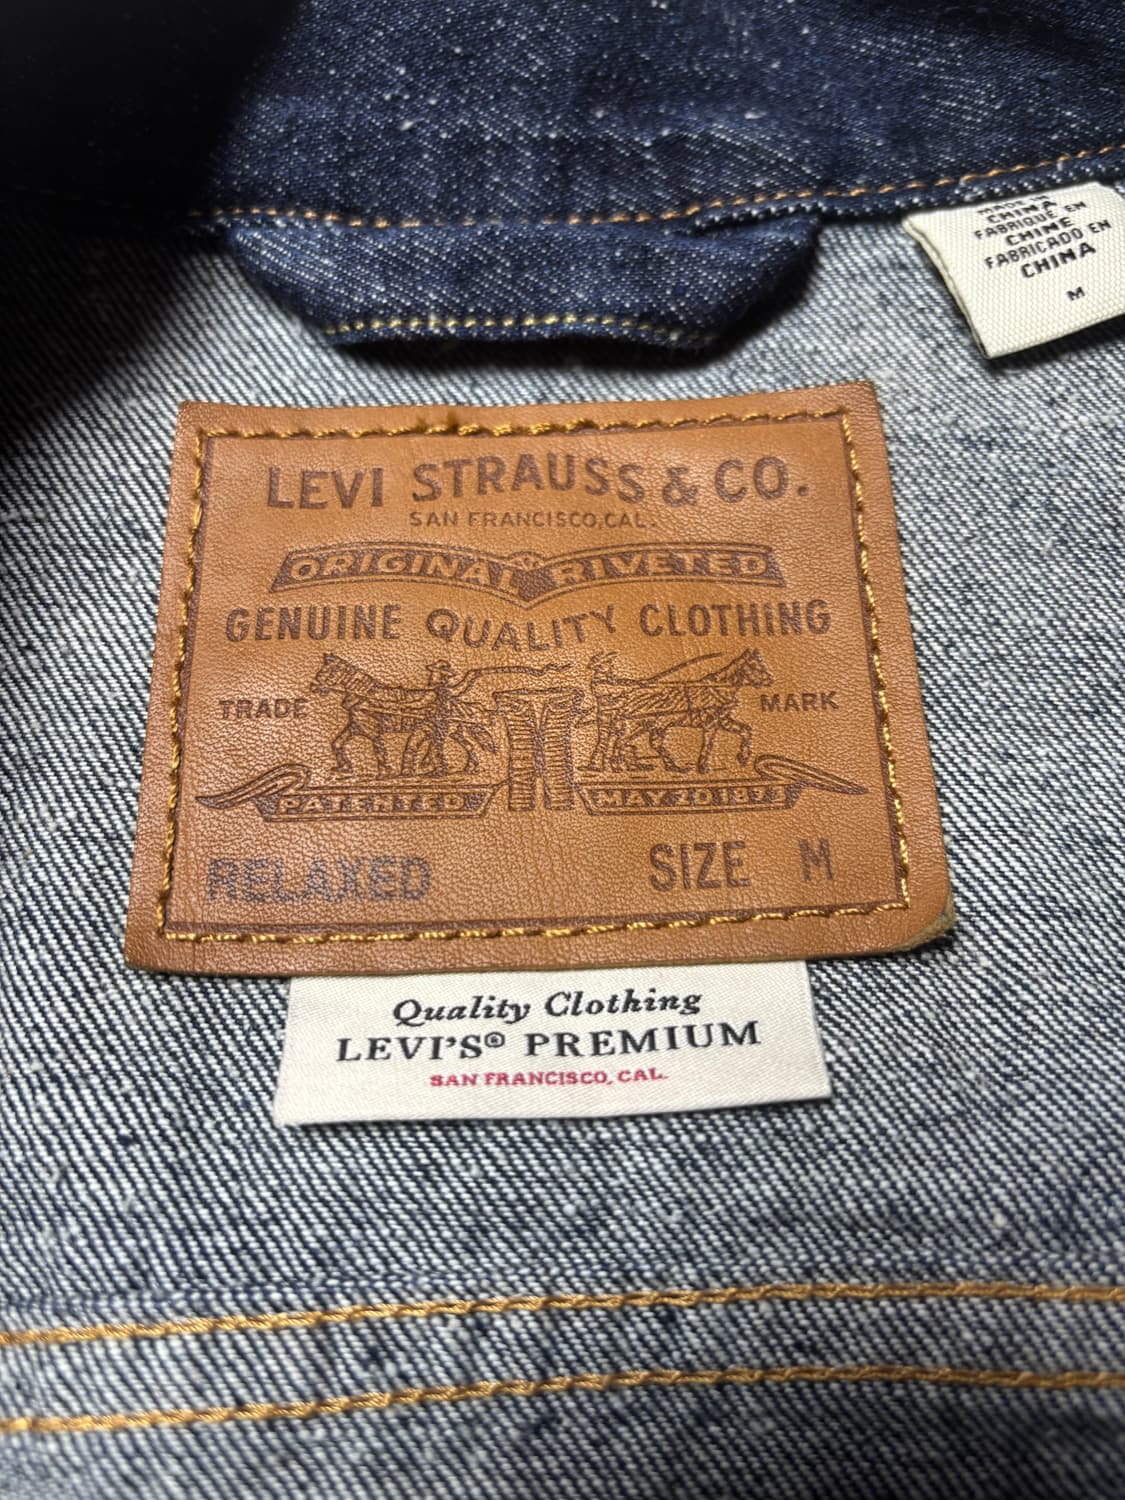 MADE IN
CHINA
FABRIQUÉ EN
CHINE
FABRICADO EN
CHINA
M
LEVI STRAUSS & CO.
SAN FRANCISCO, CAL.
ORIGINAL RIVETED
GENUINE QUALITY CLOTHING
TRADE MARK
PATENTED MAY 20 1873
RELAXED SIZE M
Quality Clothing
LEVI'S® PREMIUM
SAN FRANCISCO, CAL.